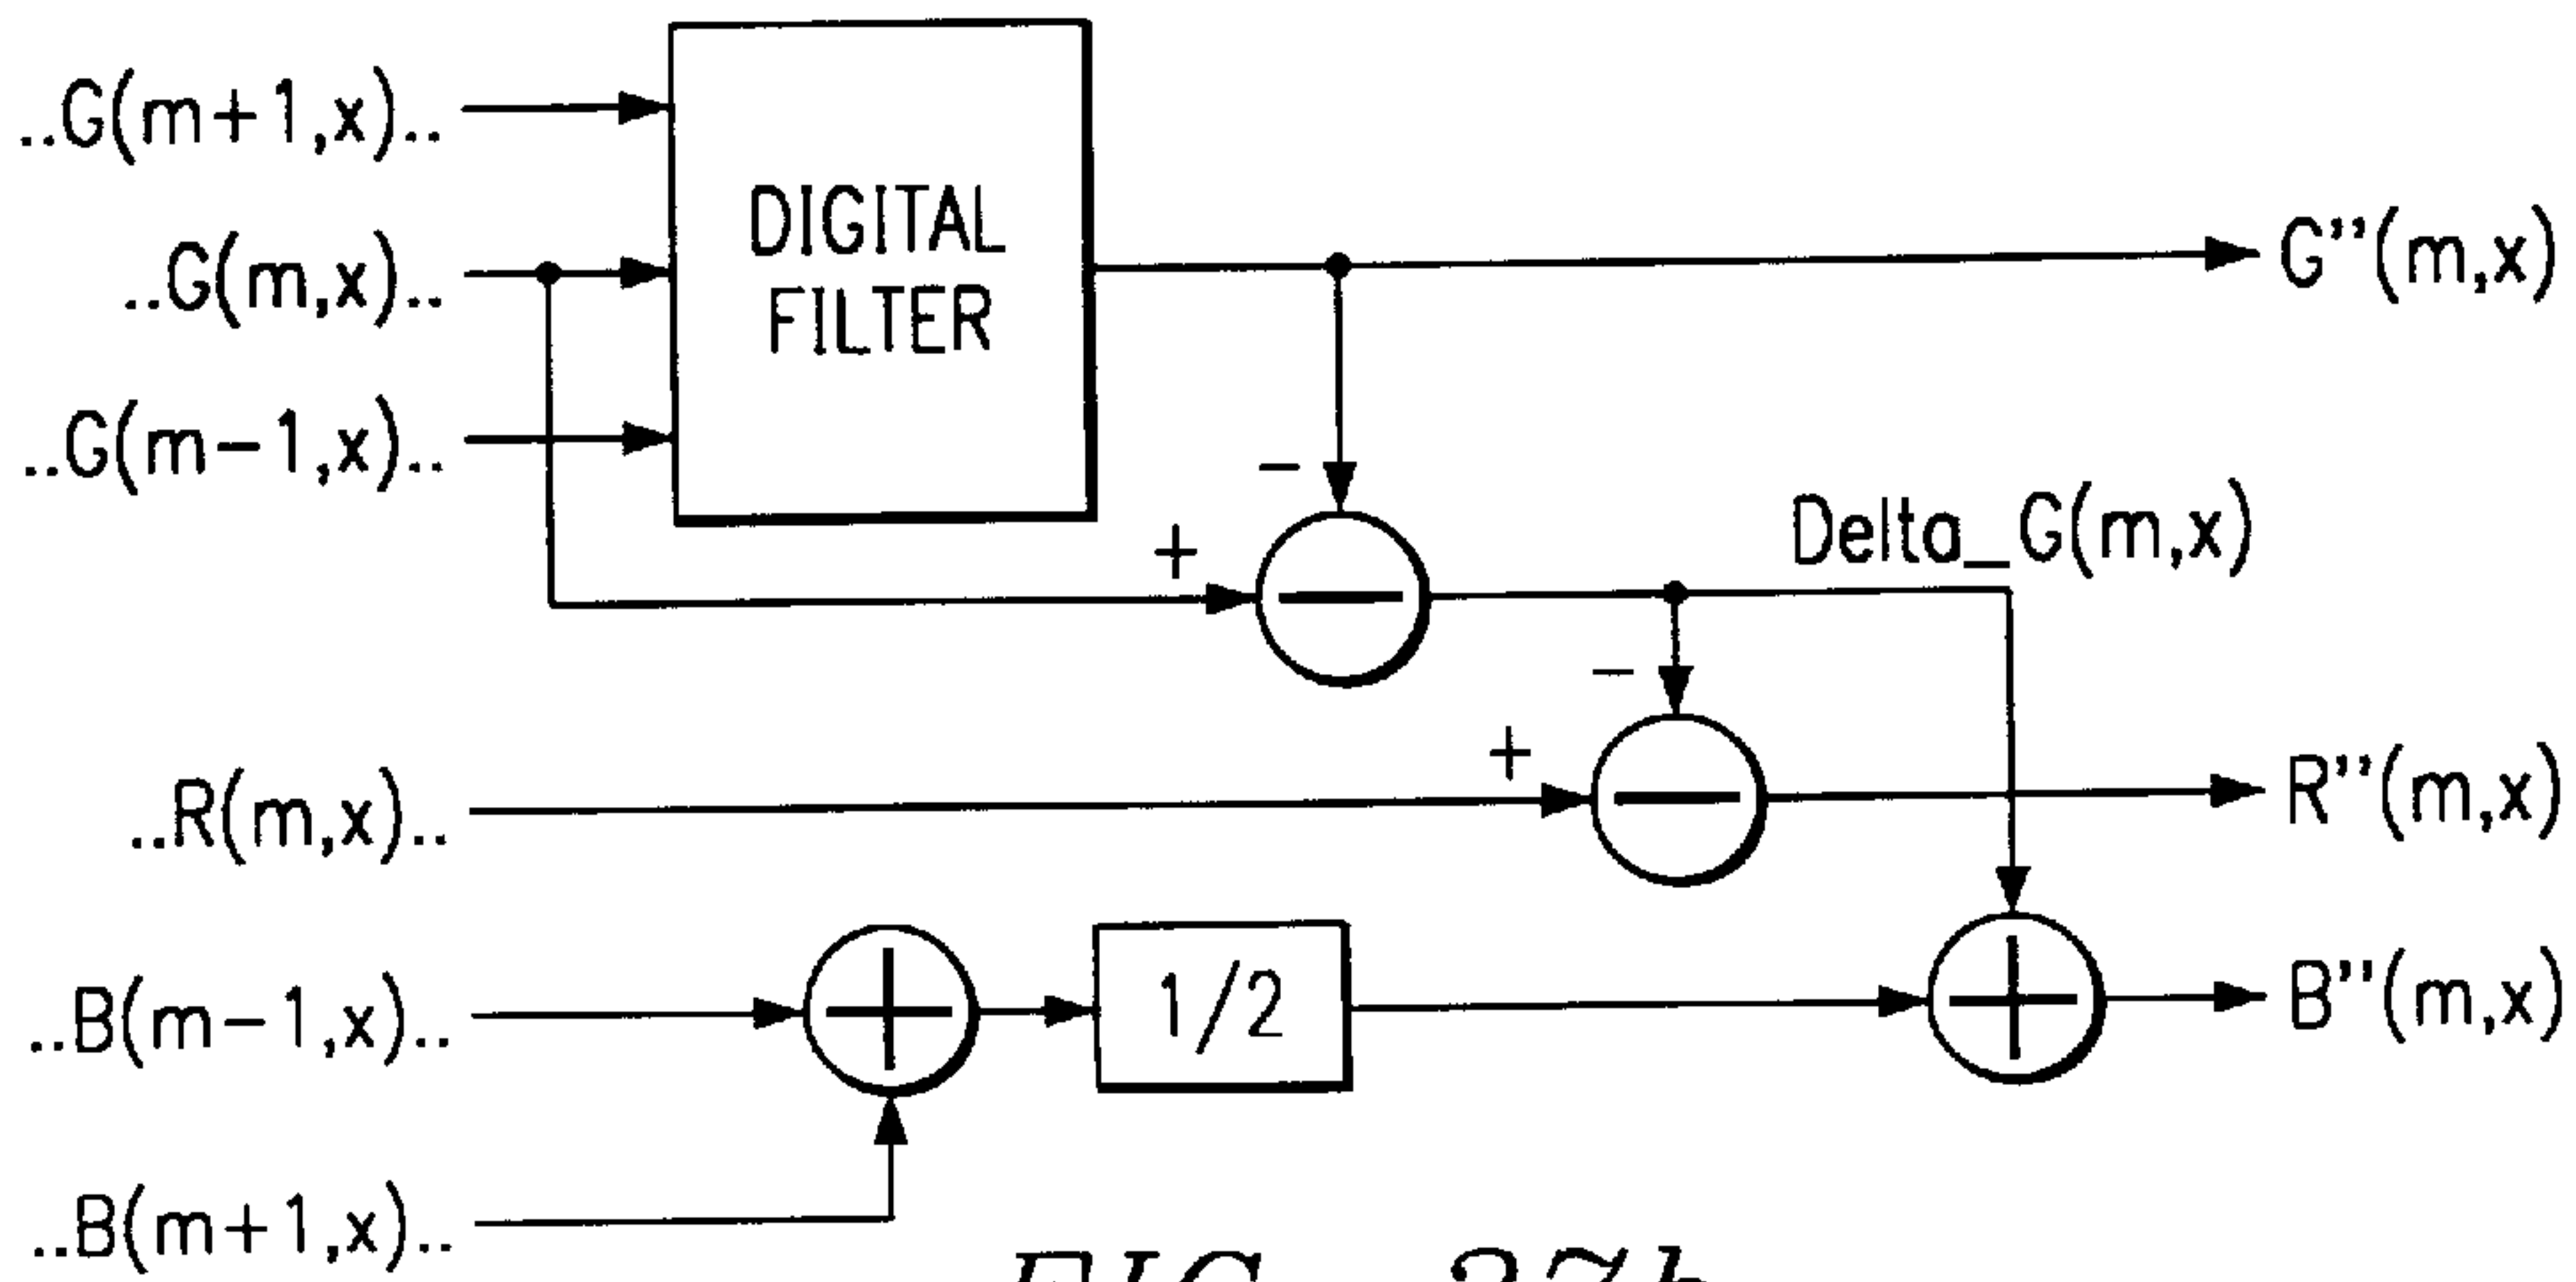 ..G(m+1,x)..
..G(m,x)..
..G(m-1,x)..
DIGITAL
FILTER
G''(m,x)
-
+
Delta_G(m,x)
-
+
..R(m,x)..
R''(m,x)
..B(m-1,x)..
1/2
B''(m,x)
..B(m+1,x)..